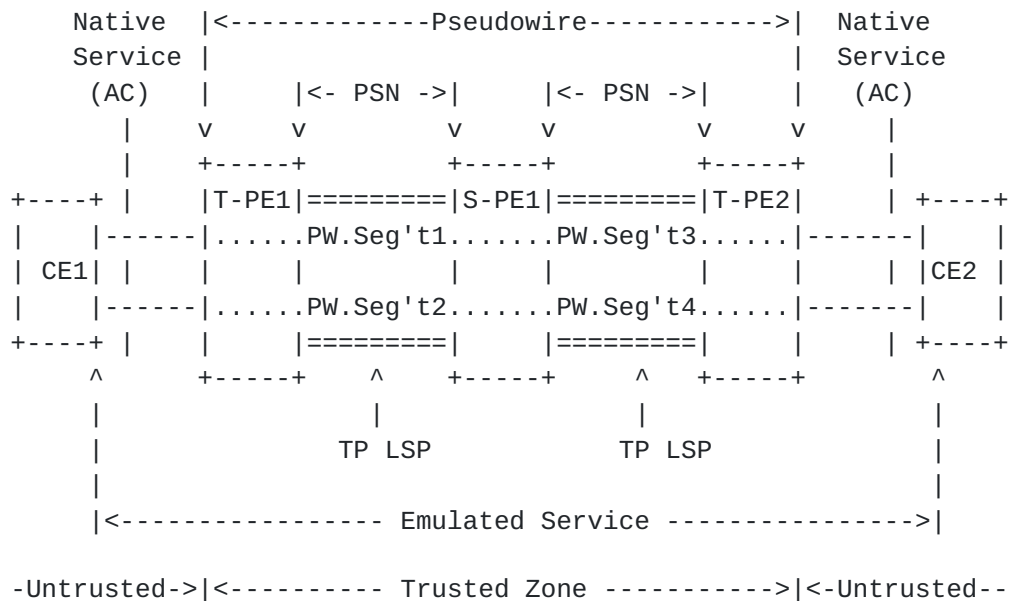 Native  |<-------------Pseudowire------------>|  Native
Service |                                     |  Service
(AC)   |     |<- PSN ->|     |<- PSN ->|     |   (AC)
|    v     v         v     v         v     v     |
|    +-----+         +-----+         +-----+     |
+----+ |    |T-PE1|=========|S-PE1|=========|T-PE2|     | +----+
|    |------|......PW.Seg't1.......PW.Seg't3......|-------|    |
| CE1| |    |     |         |     |         |     |     | |CE2 |
|    |------|......PW.Seg't2.......PW.Seg't4......|-------|    |
+----+ |    |     |=========|     |=========|     |     | +----+
^      +-----+    ^    +-----+     ^   +-----+        ^
|                 |                |                  |
|               TP LSP            TP LSP              |
|                                                     |
|<----------------- Emulated Service ---------------->|
-Untrusted->|<---------- Trusted Zone ----------->|<-Untrusted--